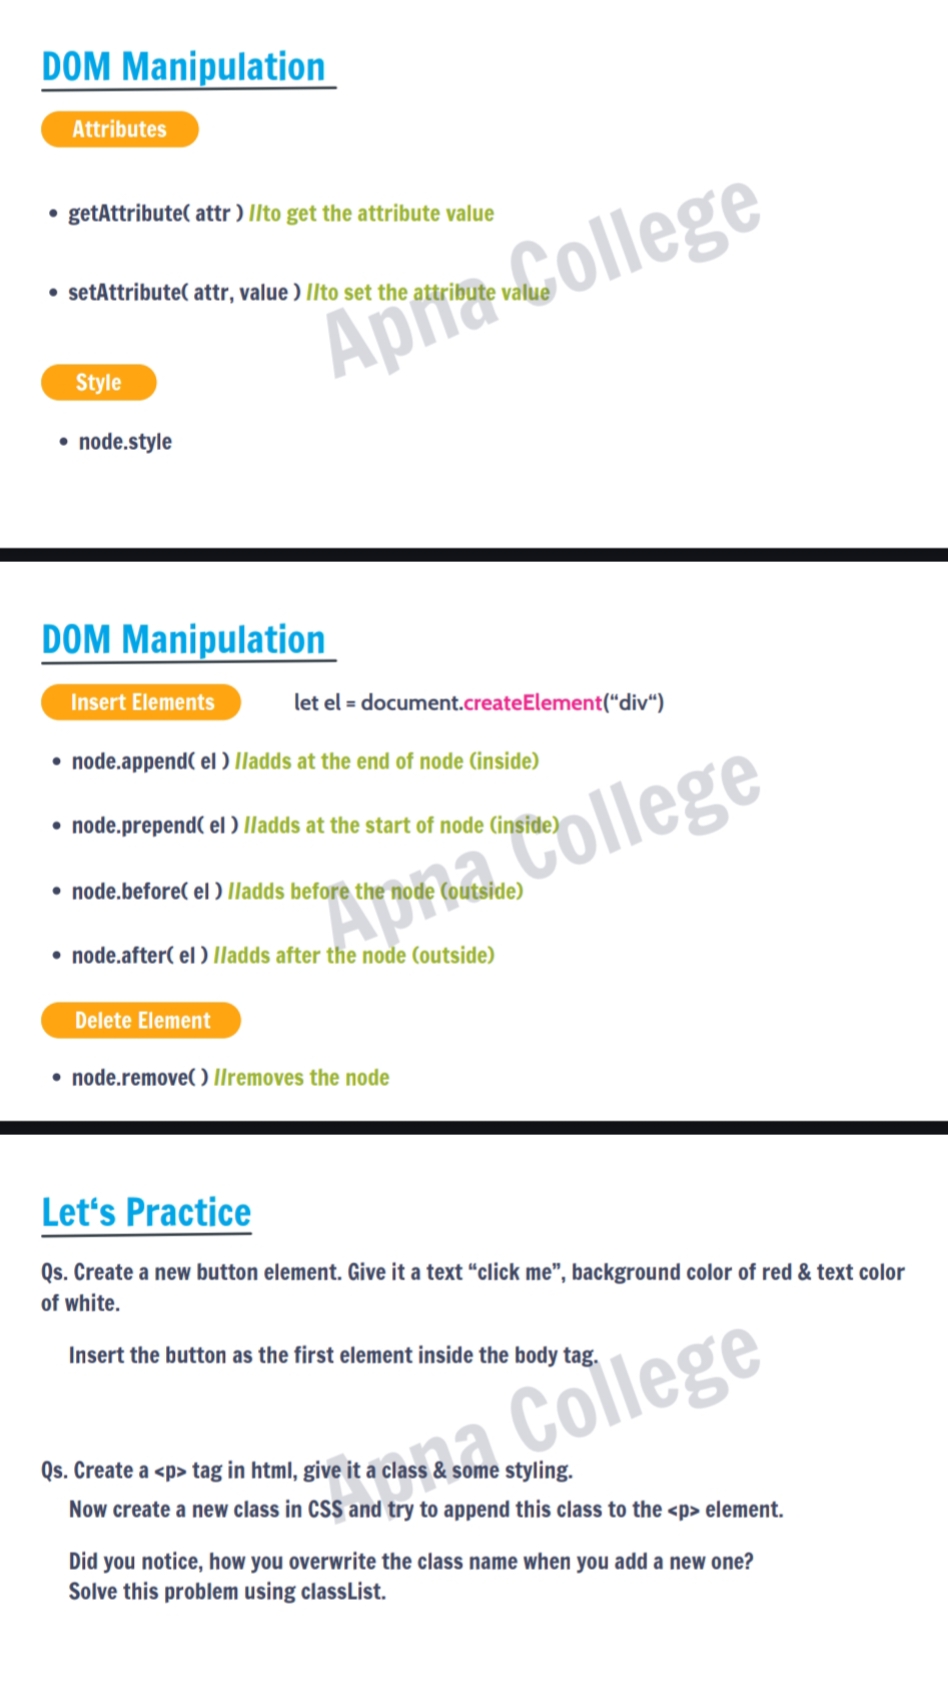 DOM Manipulation
Attributes
• getAttribute( attr ) //to get the attribute value
• setAttribute( attr, value ) //to set the attribute value
Style
• node.style
Apna College
DOM Manipulation
Insert Elements let el = document.createElement(“div“)
• node.append( el ) //adds at the end of node (inside)
• node.prepend( el ) //adds at the start of node (inside)
• node.before( el ) //adds before the node (outside)
• node.after( el ) //adds after the node (outside)
Delete Element
• node.remove( ) //removes the node
Apna College
Let‘s Practice
Qs. Create a new button element. Give it a text “click me”, background color of red & text color
of white.
Insert the button as the first element inside the body tag.
Qs. Create a <p> tag in html, give it a class & some styling.
Now create a new class in CSS and try to append this class to the <p> element.
Did you notice, how you overwrite the class name when you add a new one?
Solve this problem using classList.
Apna College